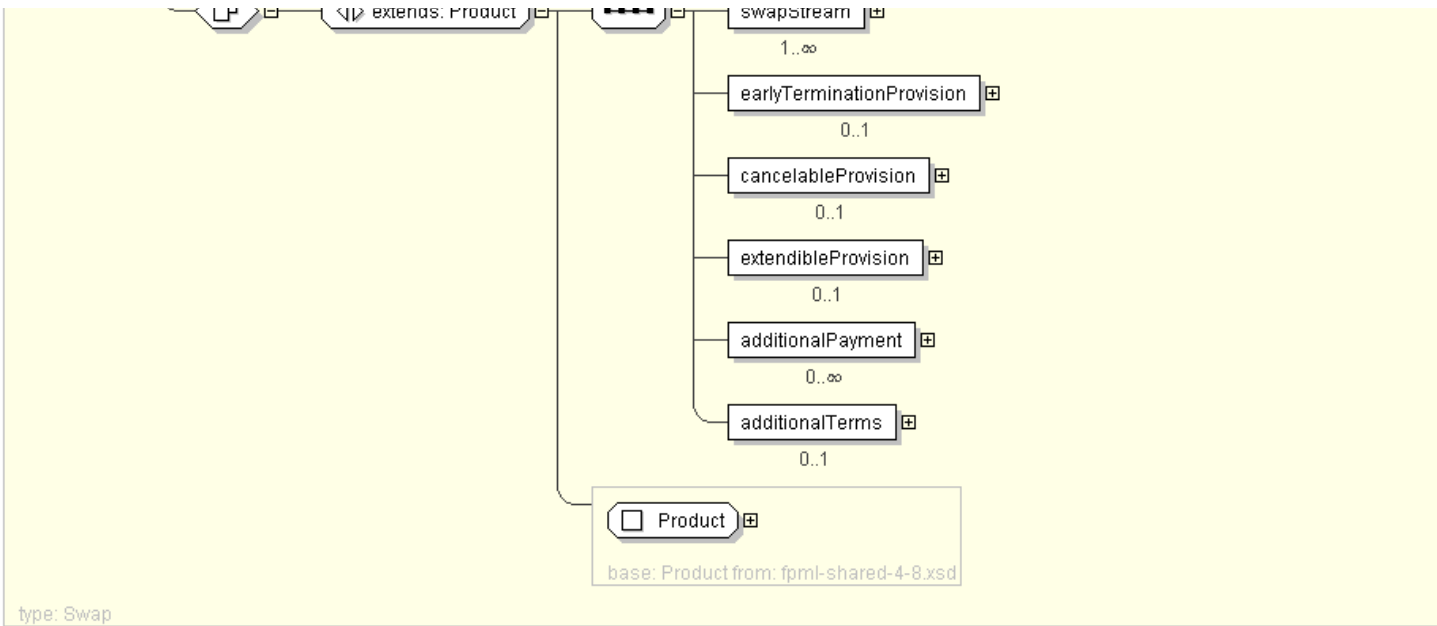 extends: Product
swapStream
1..∞
earlyTerminationProvision
0..1
cancelableProvision
0..1
extendibleProvision
0..1
additionalPayment
0..∞
additionalTerms
0..1
Product
base: Product from: fpml-shared-4-8.xsd
type: Swap